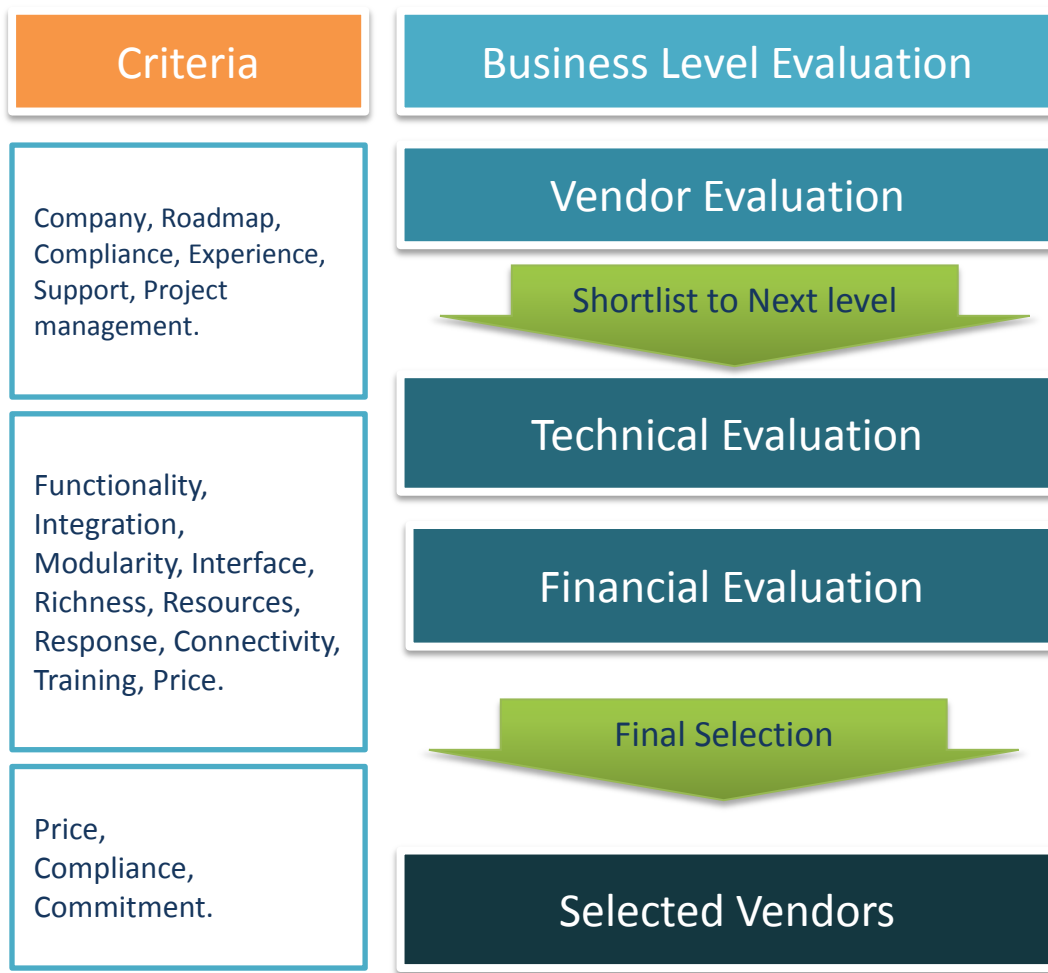 Criteria
Business Level Evaluation
Company, Roadmap,
Compliance, Experience,
Support, Project
management.
Vendor Evaluation
Shortlist to Next level
Functionality,
Integration,
Modularity, Interface,
Richness, Resources,
Response, Connectivity,
Training, Price.
Technical Evaluation
Financial Evaluation
Final Selection
Price,
Compliance,
Commitment.
Selected Vendors